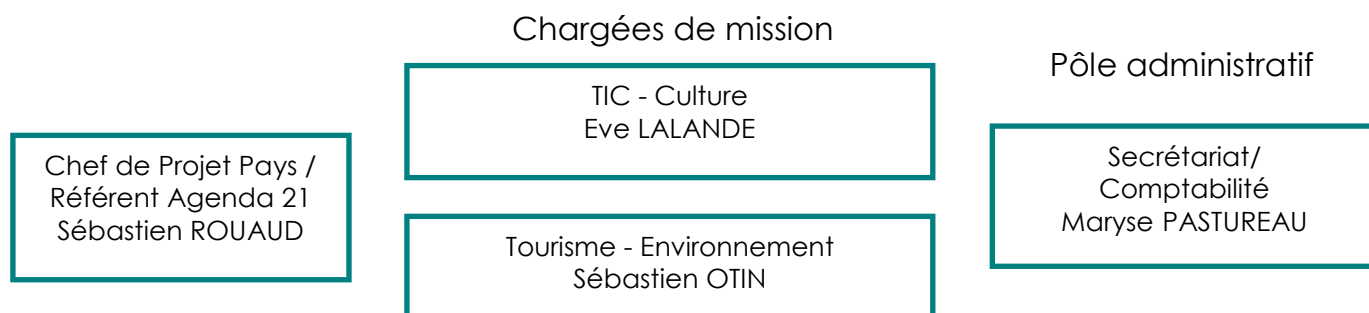 Chargées de mission
Pôle administratif
TIC - Culture
Eve LALANDE
Chef de Projet Pays /
Référent Agenda 21
Sébastien ROUAUD
Secrétariat/
Comptabilité
Maryse PASTUREAU
Tourisme - Environnement
Sébastien OTIN